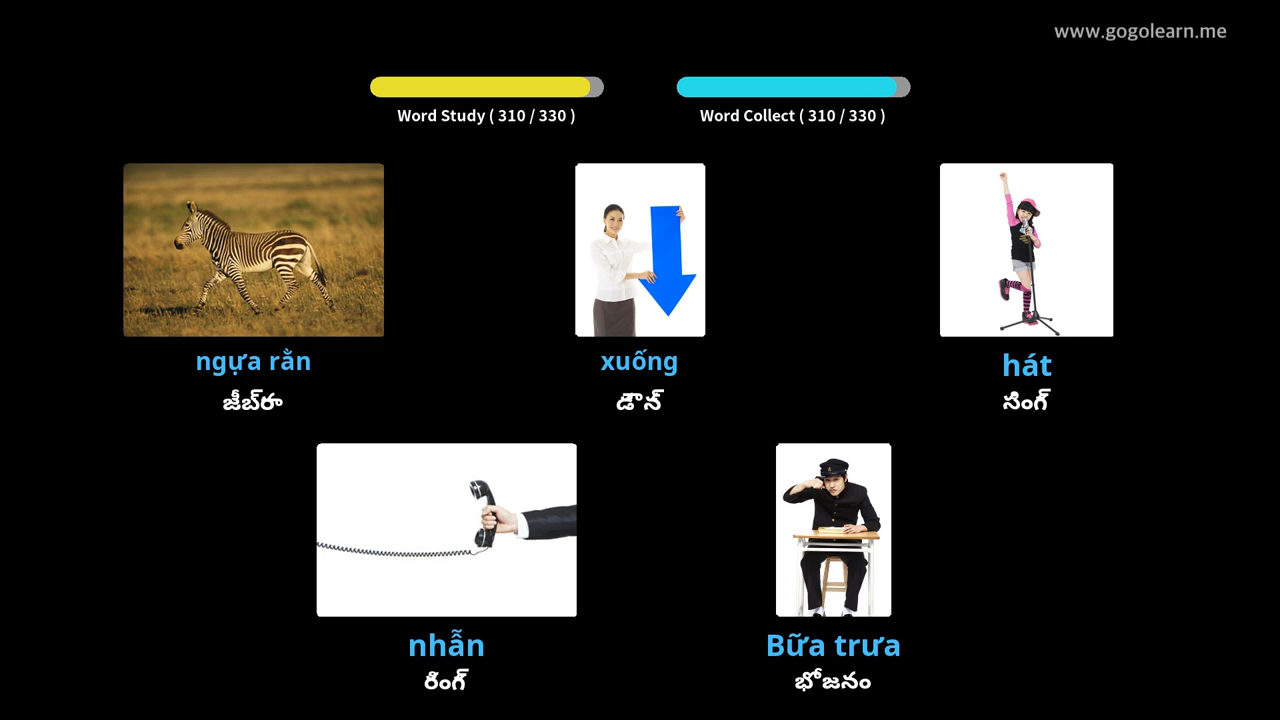 www.gogolearn.me
Word Study ( 310 / 330 )
Word Collect ( 310 / 330 )
ngựa rằn
జీబ్రా
xuống
డౌన్
hát
సింగ్
nhẫn
రింగ్
Bữa trưa
భోజనం